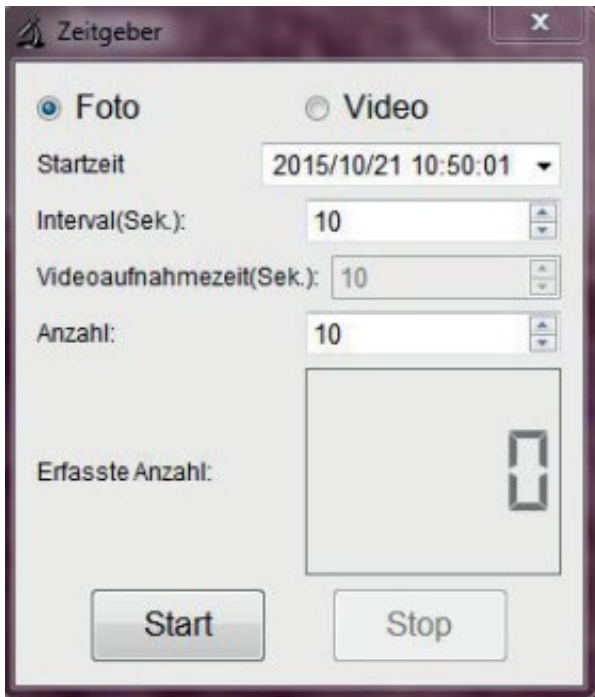 Zeitgeber
Foto Video
Startzeit 2015/10/21 10:50:01
Interval(Sek.): 10
Videoaufnahmezeit(Sek.): 10
Anzahl: 10
Erfasste Anzahl: 0
Start Stop